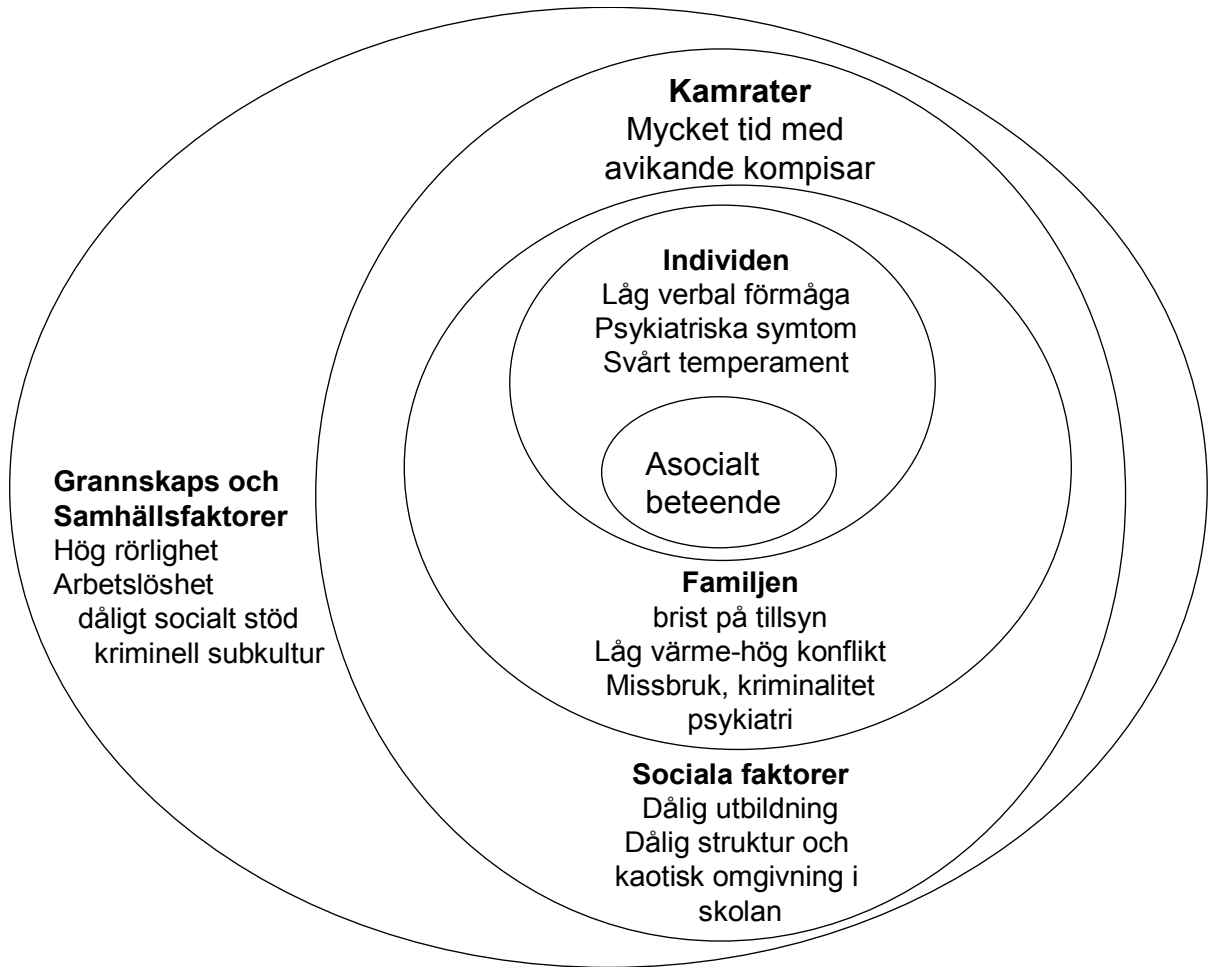 Kamrater
Mycket tid med
avikande kompisar
Individen
Låg verbal förmåga
Psykiatriska symtom
Svårt temperament
Asocialt
beteende
Grannskaps och
Samhällsfaktorer
Hög rörlighet
Arbetslöshet
dåligt socialt stöd
kriminell subkultur
Familjen
brist på tillsyn
Låg värme-hög konflikt
Missbruk, kriminalitet
psykiatri
Sociala faktorer
Dålig utbildning
Dålig struktur och
kaotisk omgivning i
skolan